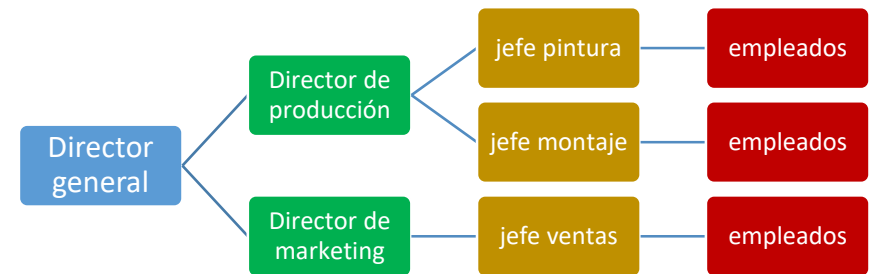 Director
general
Director de
producción
Director de
marketing
jefe pintura
jefe montaje
jefe ventas
empleados
empleados
empleados